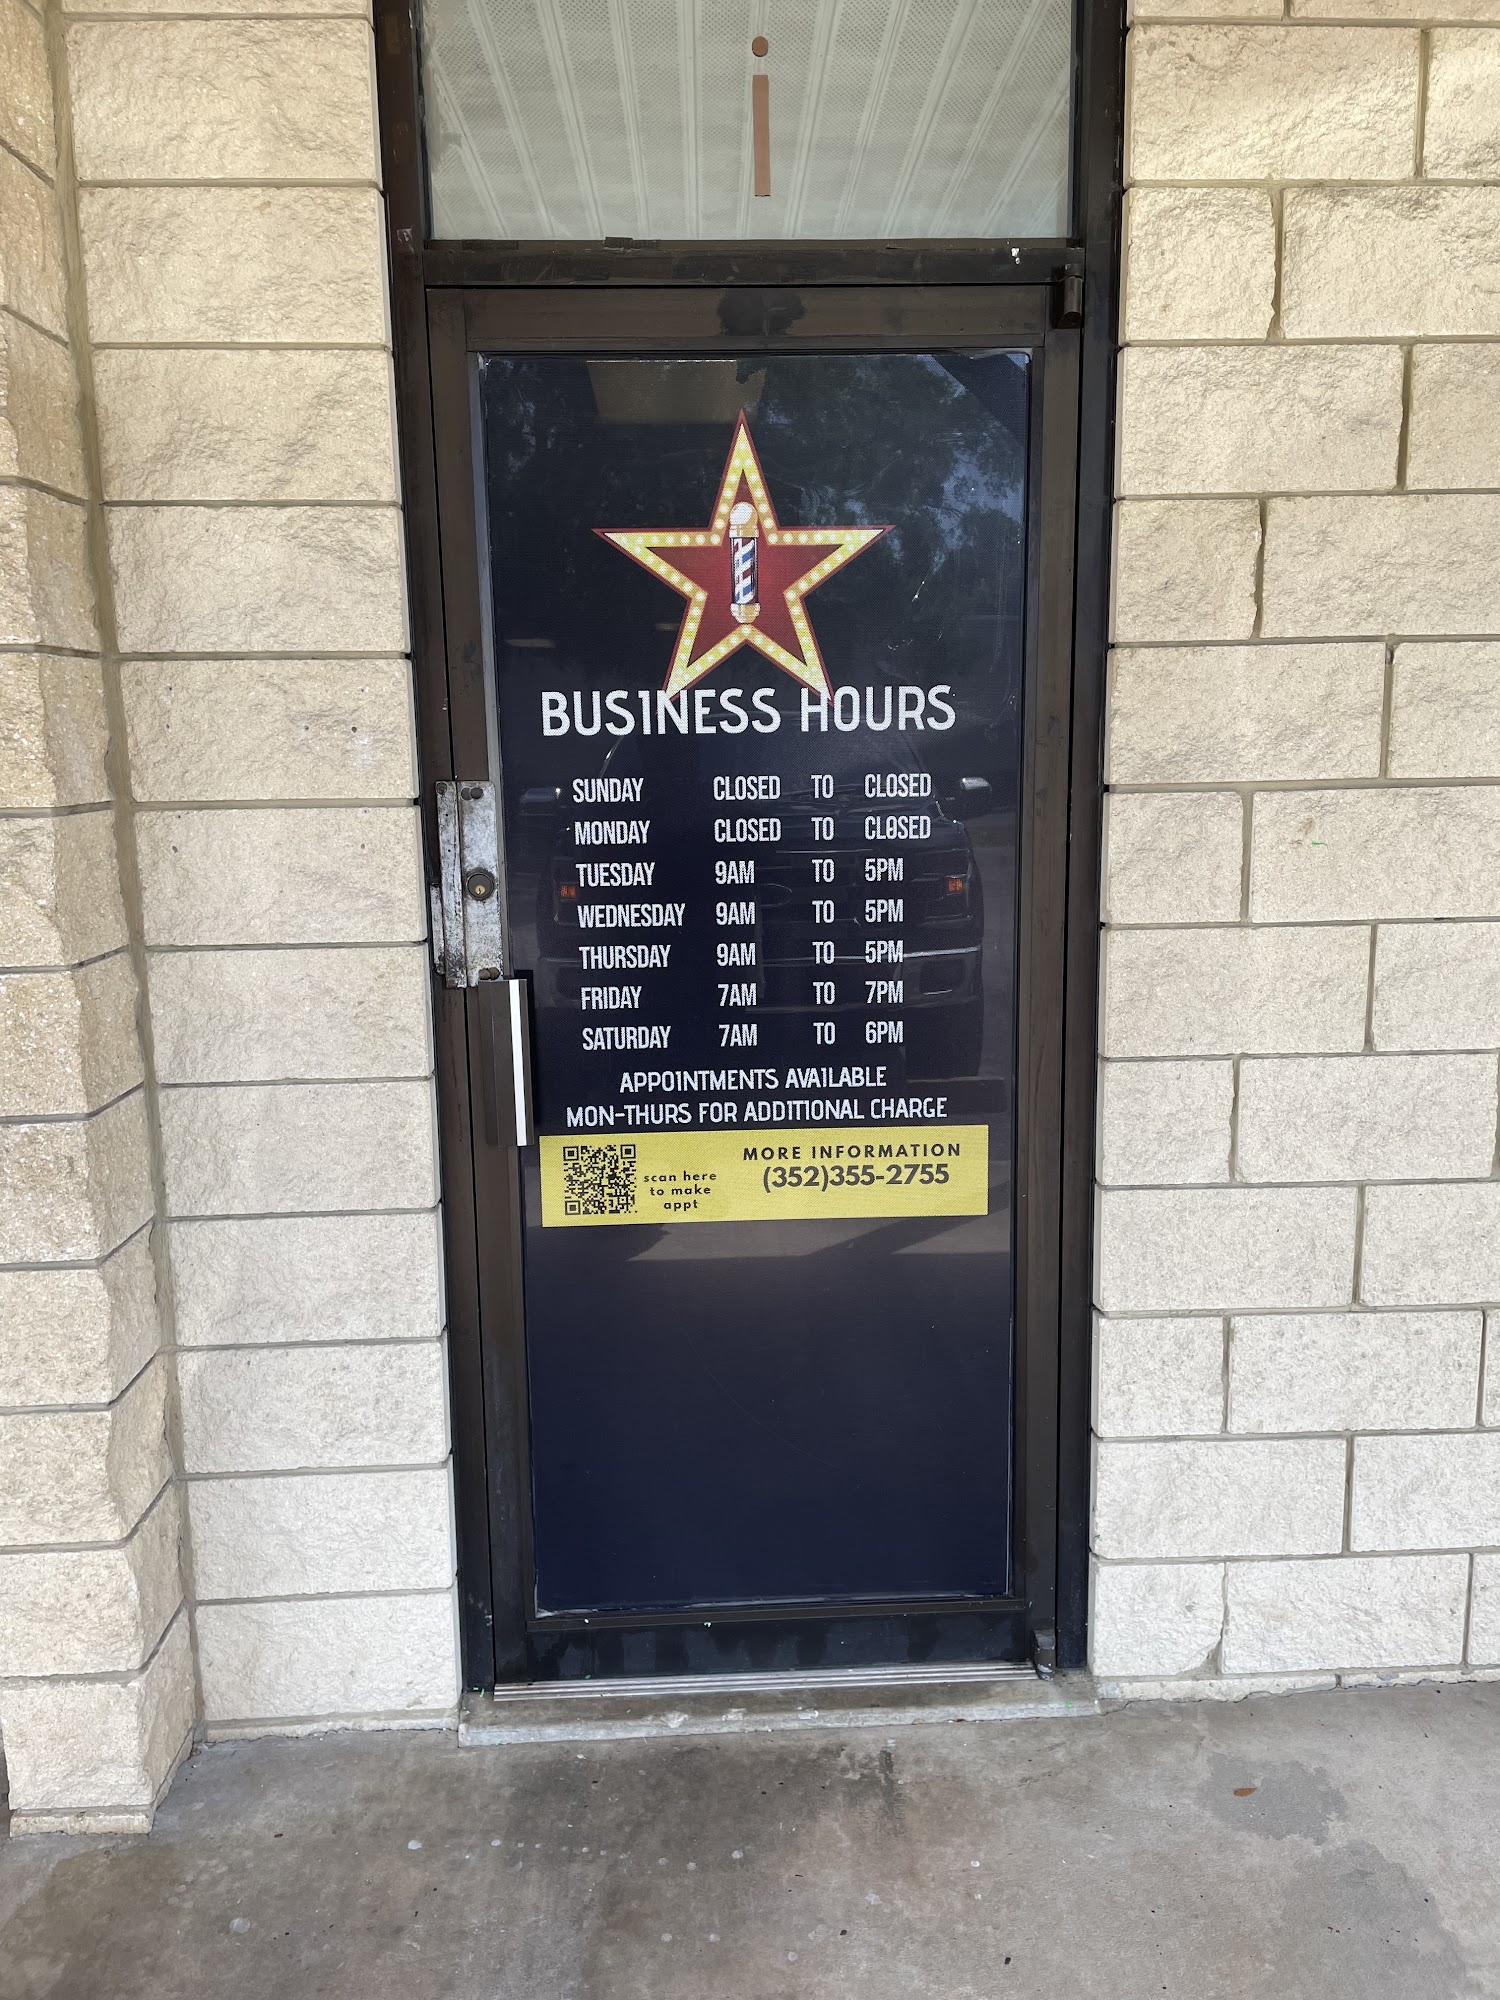 i
BUSINESS HOURS
SUNDAY CLOSED TO CLOSED
MONDAY CLOSED TO CLOSED
TUESDAY 9AM TO 5PM
WEDNESDAY 9AM TO 5PM
THURSDAY 9AM TO 5PM
FRIDAY 7AM TO 7PM
SATURDAY 7AM TO 6PM
APPOINTMENTS AVAILABLE
MON-THURS FOR ADDITIONAL CHARGE
scan here
to make
appt
MORE INFORMATION
(352)355-2755